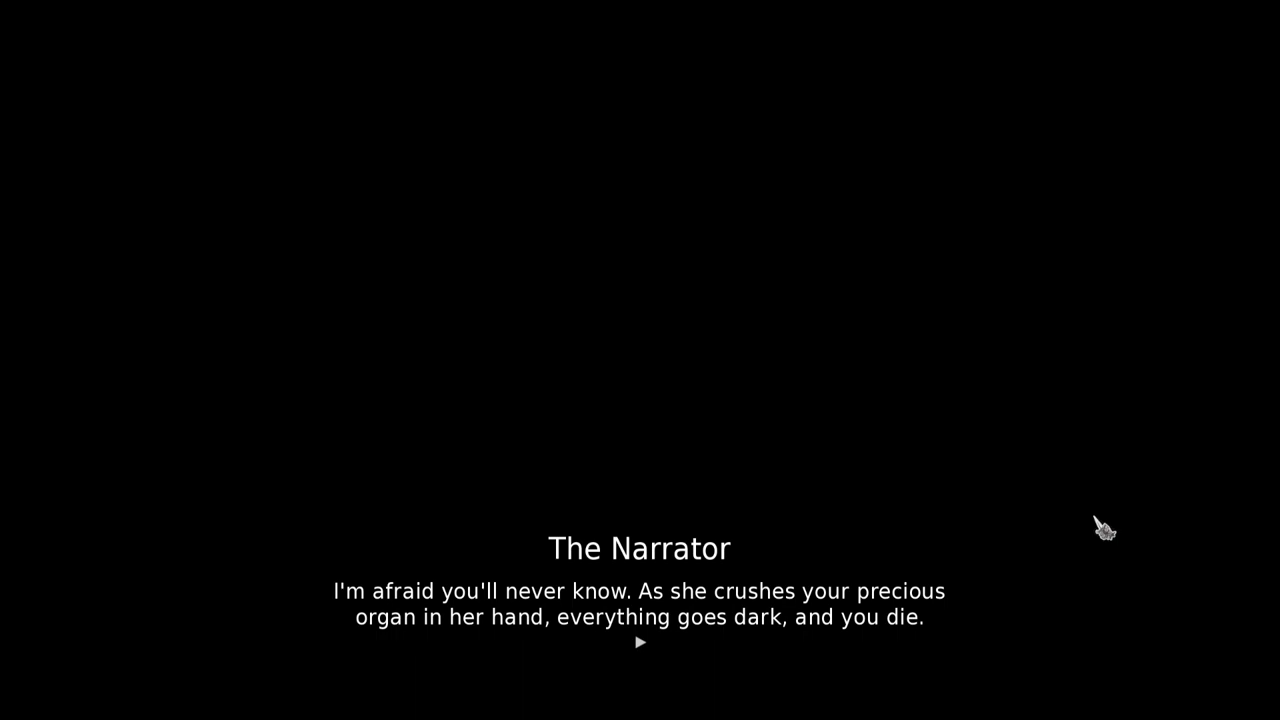 The Narrator
I'm afraid you'll never know. As she crushes your precious
organ in her hand, everything goes dark, and you die.